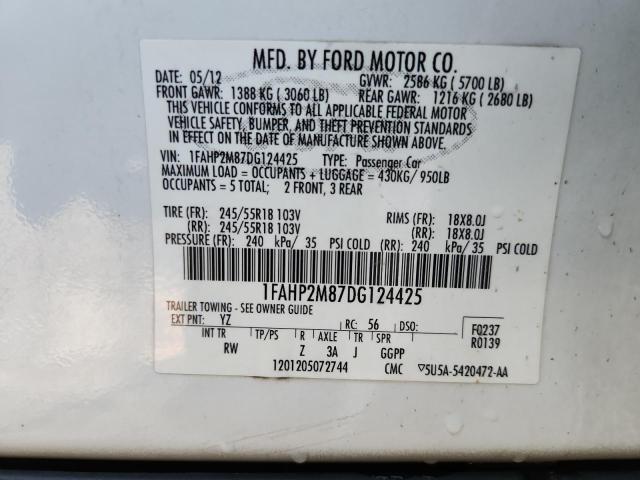 MFD. BY FORD MOTOR CO.
DATE: 05/12 GVWR: 2586 KG ( 5700 LB)
FRONT GAWR: 1388 KG ( 3060 LB) REAR GAWR: 1216 KG ( 2680 LB)
THIS VEHICLE CONFORMS TO ALL APPLICABLE FEDERAL MOTOR
VEHICLE SAFETY, BUMPER, AND THEFT PREVENTION STANDARDS
IN EFFECT ON THE DATE OF MANUFACTURE SHOWN ABOVE.
VIN: 1FAHP2M87DG124425 TYPE: Passenger Car
MAXIMUM LOAD = OCCUPANTS + LUGGAGE = 430KG/ 950LB
OCCUPANTS = 5 TOTAL; 2 FRONT, 3 REAR
TIRE (FR): 245/55R18 103V RIMS (FR): 18X8.0J
(RR): 245/55R18 103V (RR): 18X8.0J
PRESSURE (FR): 240 kPa/ 35 PSI COLD (RR): 240 kPa/ 35 PSI COLD
1FAHP2M87DG124425
TRAILER TOWING - SEE OWNER GUIDE
EXT PNT: YZ RC: 56 DSO: F0237
R0139
INT TR TP/PS R AXLE TR SPR
RW Z 3A J GGPP
1201205072744 CMC ▽5U5A-5420472-AA